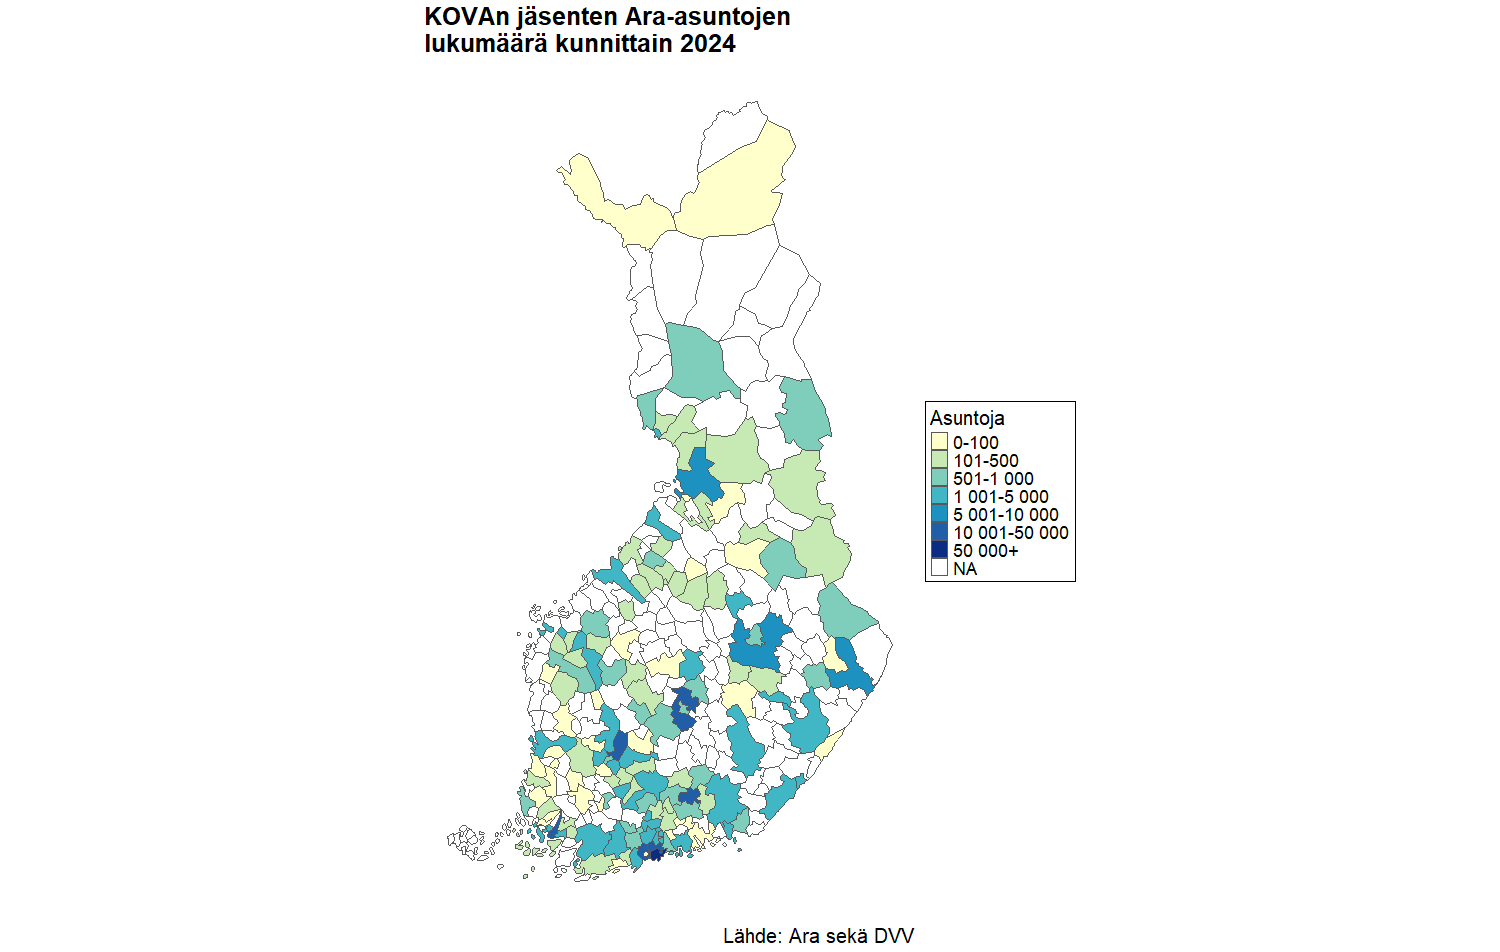 KOVAn jäsenten Ara-asuntojen
lukumäärä kunnittain 2024
Asuntoja
0-100
101-500
501-1 000
1 001-5 000
5 001-10 000
10 001-50 000
50 000+
NA
Lähde: Ara sekä DVV